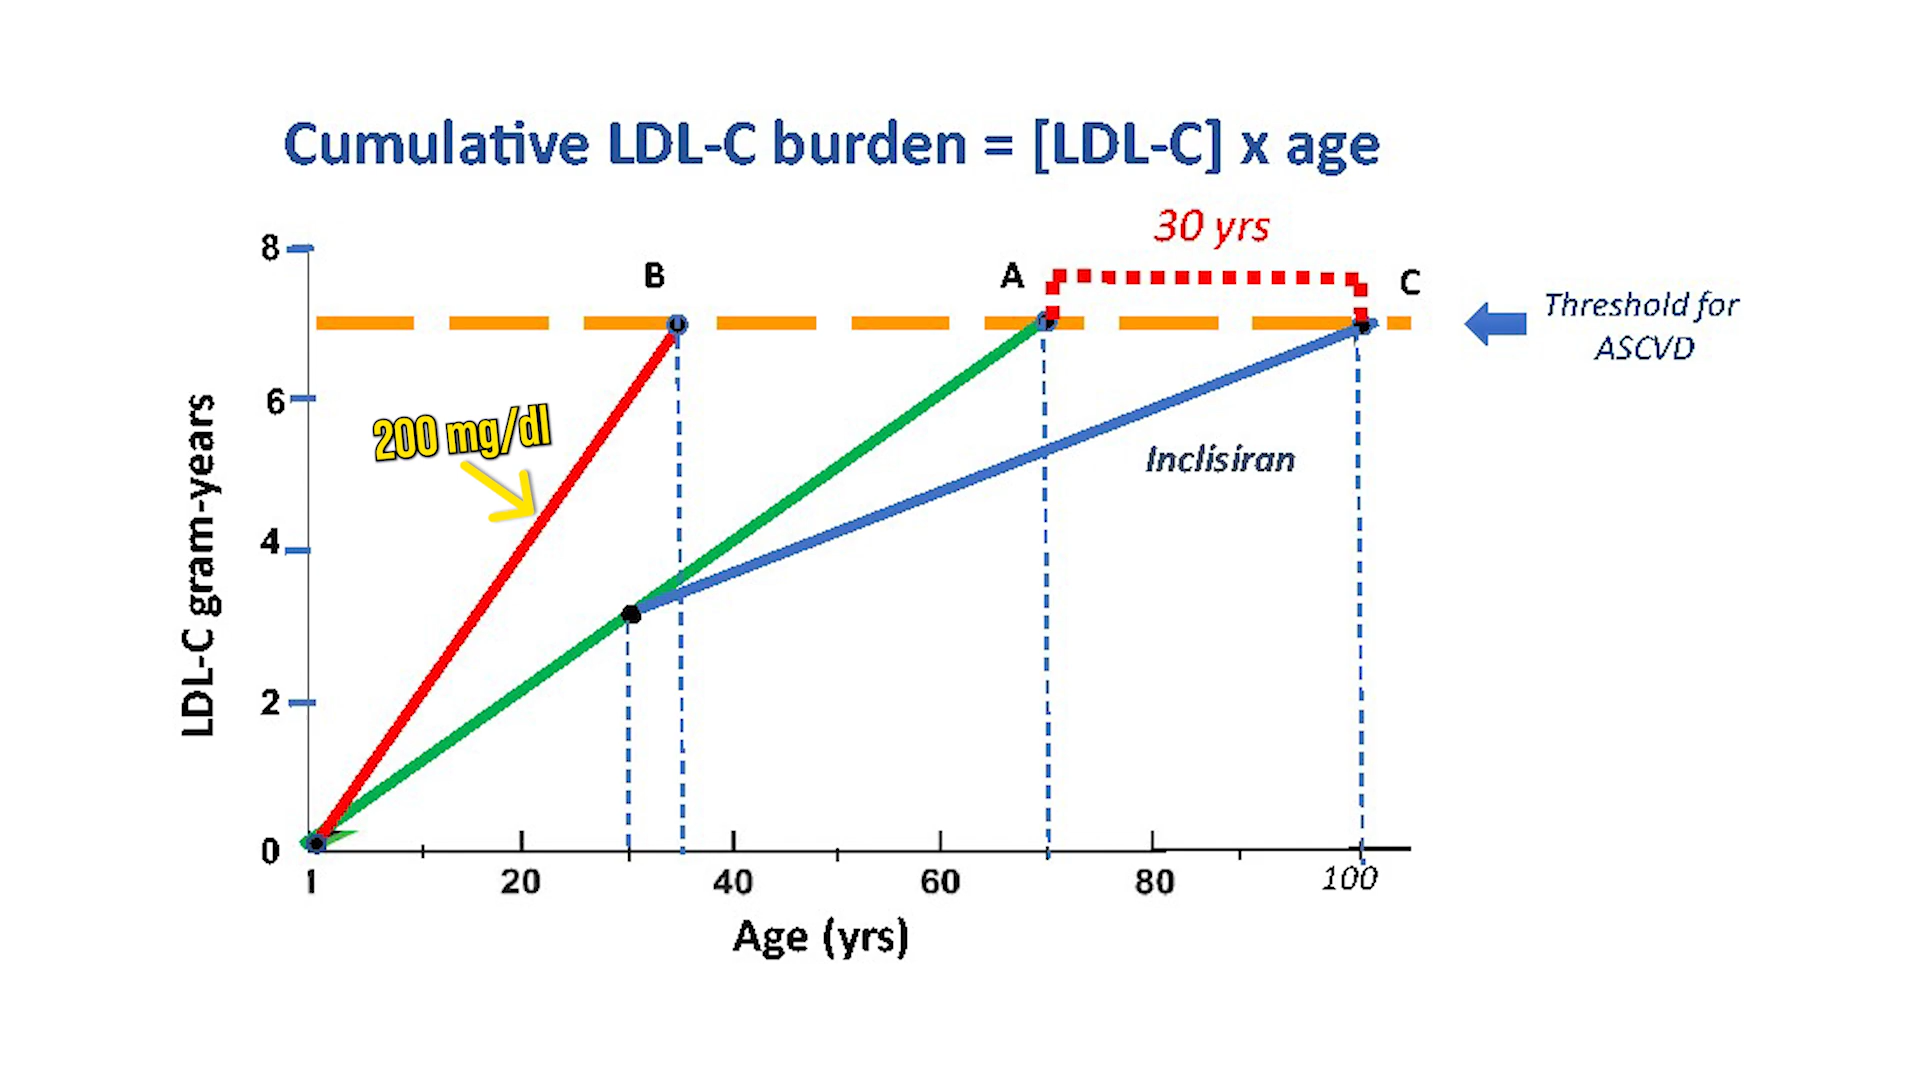 Cumulative LDL-C burden = [LDL-C] x age
30 yrs
8
B
A
C
Threshold for
ASCVD
6
200 mg/dl
Inclisiran
4
LDL-C gram-years
2
0
1
20
40
60
80
100
Age (yrs)